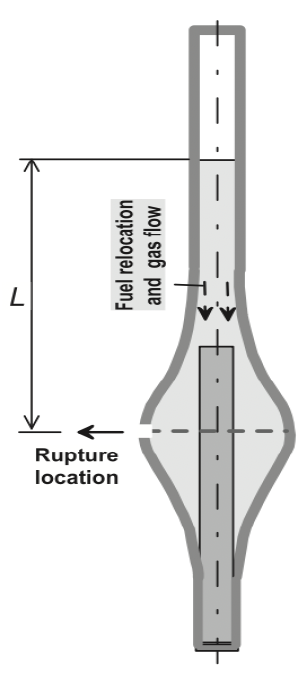 Fuel relocation
and gas flow
L
Rupture
location